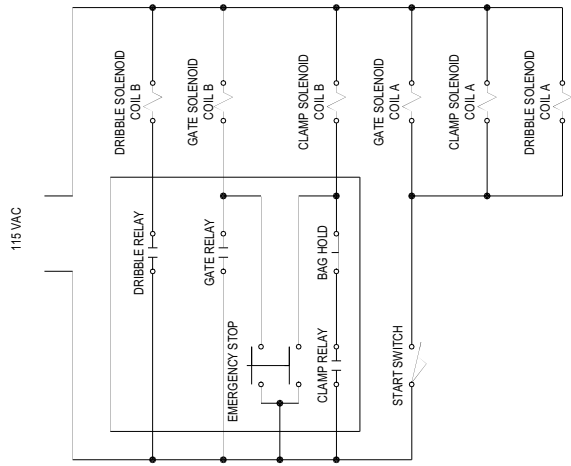 115 VAC
DRIBBLE SOLENOID
COIL B
GATE SOLENOID
COIL B
CLAMP SOLENOID
COIL B
GATE SOLENOID
COIL A
CLAMP SOLENOID
COIL A
DRIBBLE SOLENOID
COIL A
DRIBBLE RELAY
GATE RELAY
BAG HOLD
EMERGENCY STOP
CLAMP RELAY
START SWITCH